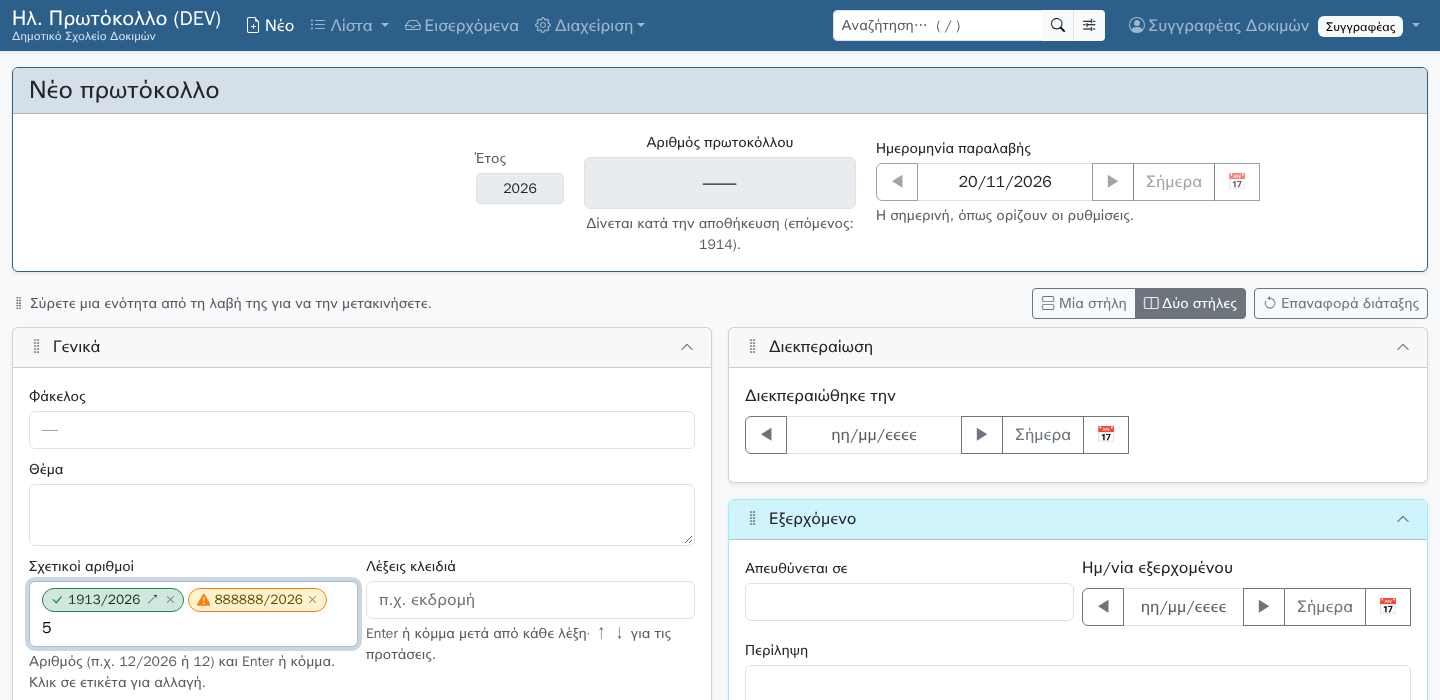 Ηλ. Πρωτόκολλο (DEV)
Δημοτικό Σχολείο Δοκιμών
Νέο
Λίστα
Εισερχόμενα
Διαχείριση
Αναζήτηση… ( / )
Συγγραφέας Δοκιμών
Συγγραφέας
Νέο πρωτόκολλο
Έτος
2026
Αριθμός πρωτοκόλλου
—
Δίνεται κατά την αποθήκευση (επόμενος:
1914).
Ημερομηνία παραλαβής
20/11/2026
Σήμερα
Η σημερινή, όπως ορίζουν οι ρυθμίσεις.
Σύρετε μια ενότητα από τη λαβή της για να την μετακινήσετε.
Μία στήλη
Δύο στήλες
Επαναφορά διάταξης
Γενικά
Φάκελος
—
Θέμα
Σχετικοί αριθμοί
1913/2026 ↗ ×
888888/2026 ×
5
Αριθμός (π.χ. 12/2026 ή 12) και Enter ή κόμμα.
Κλικ σε ετικέτα για αλλαγή.
Λέξεις κλειδιά
π.χ. εκδρομή
Enter ή κόμμα μετά από κάθε λέξη· ↑ ↓ για τις
προτάσεις.
Διεκπεραίωση
Διεκπεραιώθηκε την
ηη/μμ/εεεε
Σήμερα
Εξερχόμενο
Απευθύνεται σε
Ημ/νία εξερχομένου
ηη/μμ/εεεε
Σήμερα
Περίληψη